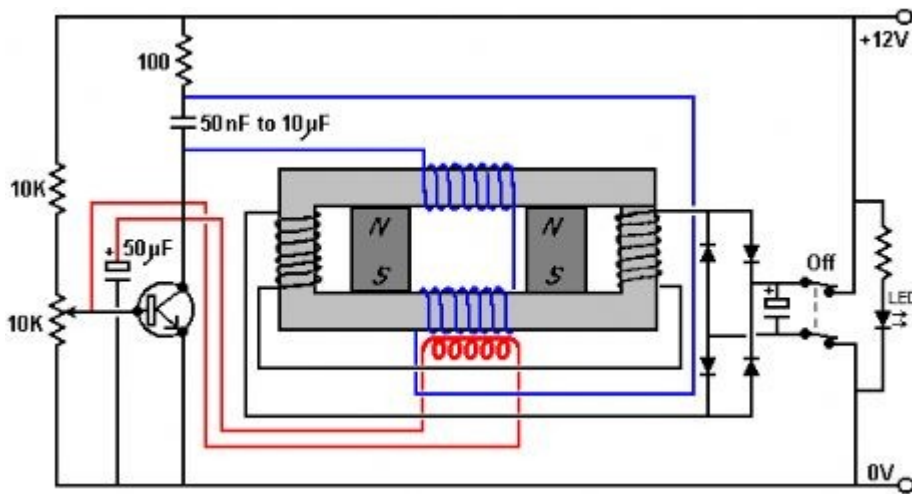 +12V
100
50nF to 10µF
10K
+
50µF
N
S
N
S
Off
+
LED
10K
0V